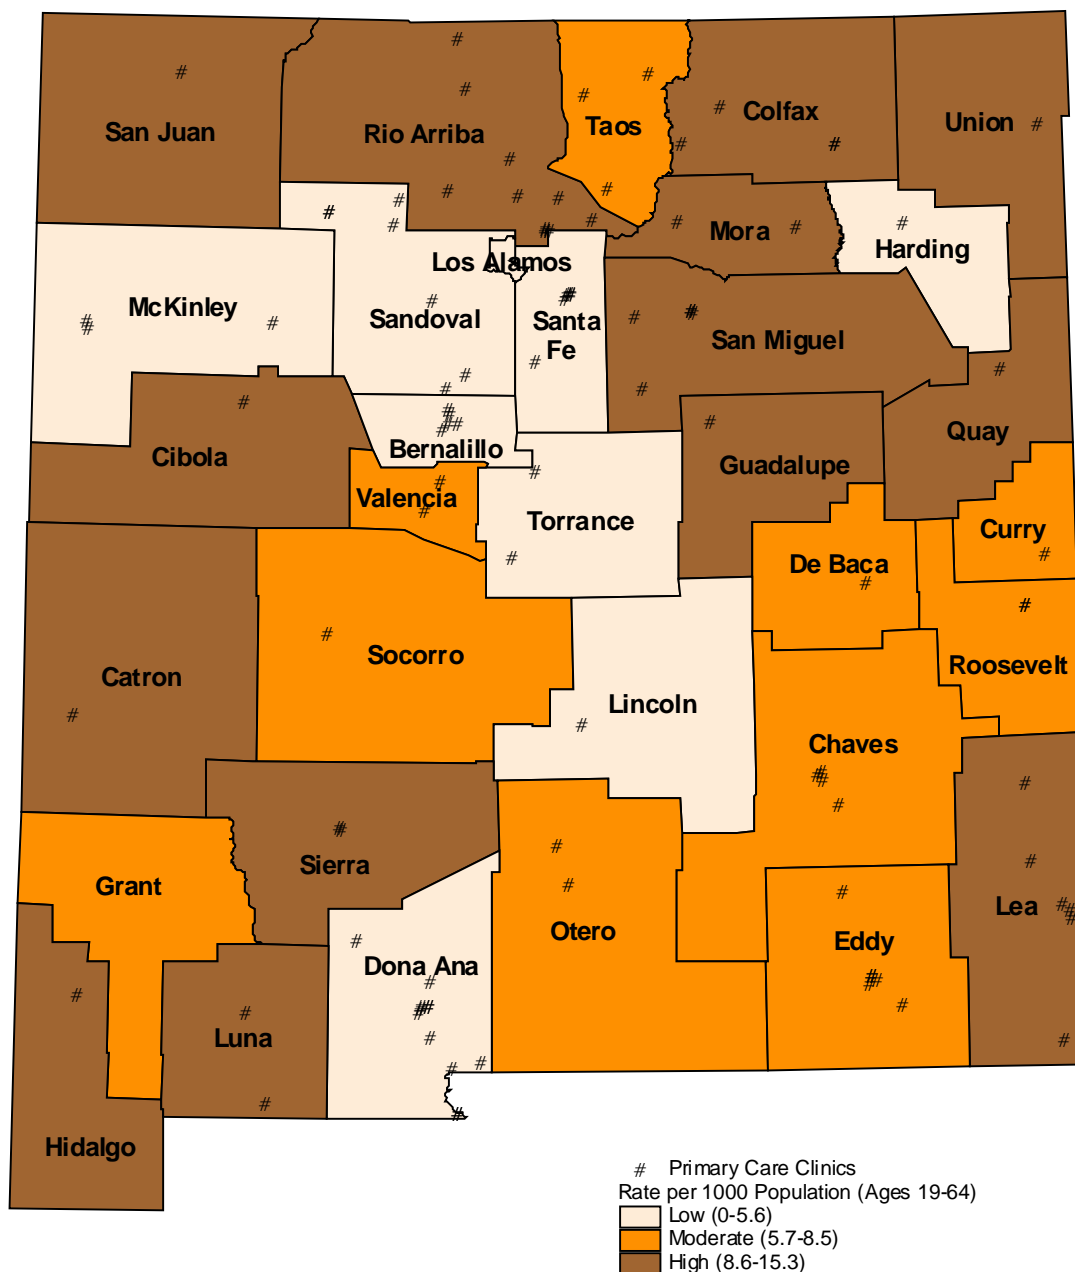 San Juan
Rio Arriba
Taos
Colfax
Union
Mora
Harding
Los Alamos
McKinley
Sandoval
Santa
Fe
San Miguel
Quay
Cibola
Bernalillo
Guadalupe
Valencia
Torrance
Curry
De Baca
Socorro
Roosevelt
Catron
Lincoln
Chaves
Sierra
Grant
Lea
Otero
Eddy
Dona Ana
Luna
Hidalgo
# Primary Care Clinics
Rate per 1000 Population (Ages 19-64)
Low (0-5.6)
Moderate (5.7-8.5)
High (8.6-15.3)